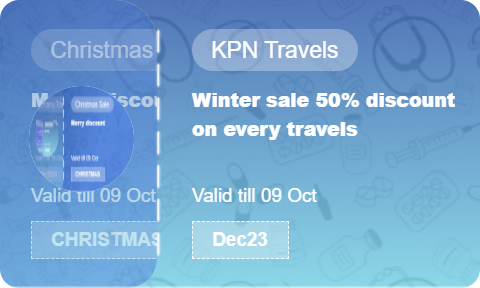 Christmas
KPN Travels
Winter sale 50% discount
on every travels
Christmas Sale
Merry discount
Valid till 09 Oct
CHRISTMAS
Valid till 09 Oct
Valid till 09 Oct
CHRISTMAS
Dec23